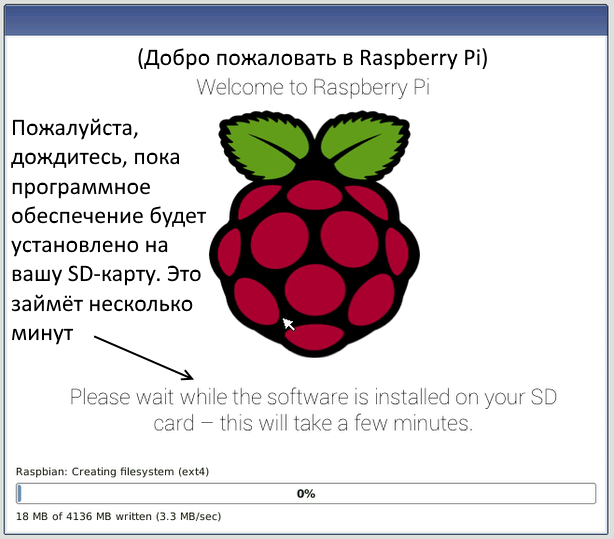 (Добро пожаловать в Raspberry Pi)
Welcome to Raspberry Pi
Пожалуйста,
дождитесь, пока
программное
обеспечение будет
установлено на
вашу SD-карту. Это
займёт несколько
минут
Please wait while the software is installed on your SD
card – this will take a few minutes.
Raspbian: Creating filesystem (ext4)
0%
18 MB of 4136 MB written (3.3 MB/sec)